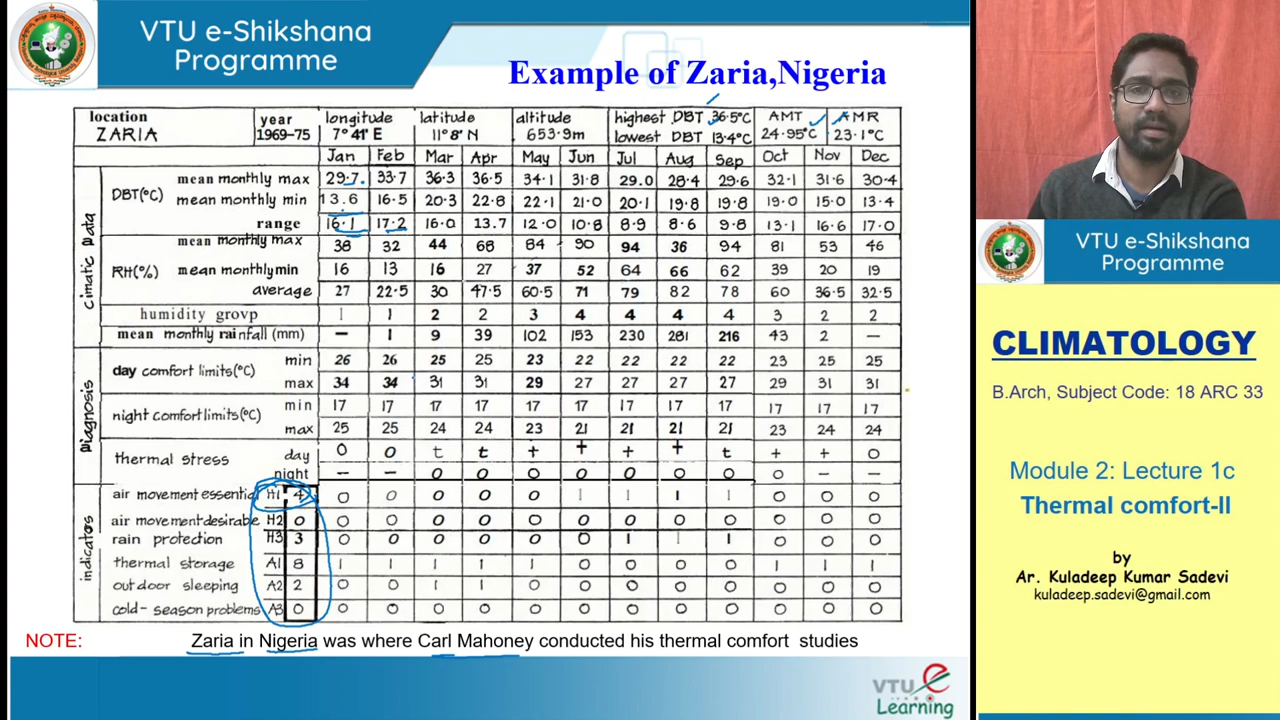 VTU e-Shikshana
Programme
Example of Zaria,Nigeria
location ZARIA year 1969-75 longitude 7° 41' E latitude 11° 8' N altitude 653.9m highest DBT 36.5°C lowest DBT 13.4°C AMT 24.95°C AMR 23.1°C
Jan Feb Mar Apr May Jun Jul Aug Sep Oct Nov Dec
cimatic Data
DBT(°C) mean monthly max 29.7. 33.7 36.3 36.5 34.1 31.8 29.0 28.4 29.6 32.1 31.6 30.4
mean monthly min 13.6 16.5 20.3 22.8 22.1 21.0 20.1 19.8 19.8 19.0 15.0 13.4
range 16.1 17.2 16.0 13.7 12.0 10.8 8.9 8.6 9.8 13.1 16.6 17.0
RH(%) mean monthly max 38 32 44 68 84 90 94 36 94 81 53 46
mean monthly min 16 13 16 27 37 52 64 66 62 39 20 19
average 27 22.5 30 47.5 60.5 71 79 82 78 60 36.5 32.5
humidity grovp 1 1 2 2 3 4 4 4 4 3 2 2
mean monthly rainfall (mm) — 1 9 39 102 153 230 281 216 43 2 —
Diagnosis
day comfort limits(°C) min 26 26 25 25 23 22 22 22 22 23 25 25
max 34 34 31 31 29 27 27 27 27 29 31 31
night comfort limits(°C) min 17 17 17 17 17 17 17 17 17 17 17 17
max 25 25 24 24 23 21 21 21 21 23 24 24
thermal stress day O O t t + + + + t + + O
night — — O O O O O O O O — —
indicators
air movement essential H1 4 0 0 0 0 0 1 1 1 1 0 0 0
air movement desirable H2 0 0 0 0 0 0 0 0 0 0 0 0 0
rain protection H3 3 0 0 0 0 0 0 1 1 1 0 0 0
thermal storage A1 8 1 1 1 1 1 0 0 0 0 1 1 1
outdoor sleeping A2 2 0 0 1 1 0 0 0 0 0 0 0 0
cold-season problems A3 0 0 0 0 0 0 0 0 0 0 0 0 0
NOTE: Zaria in Nigeria was where Carl Mahoney conducted his thermal comfort studies
VTU e
Learning
VTU e-Shikshana
Programme
CLIMATOLOGY
B.Arch, Subject Code: 18 ARC 33
Module 2: Lecture 1c
Thermal comfort-II
by
Ar. Kuladeep Kumar Sadevi
kuladeep.sadevi@gmail.com